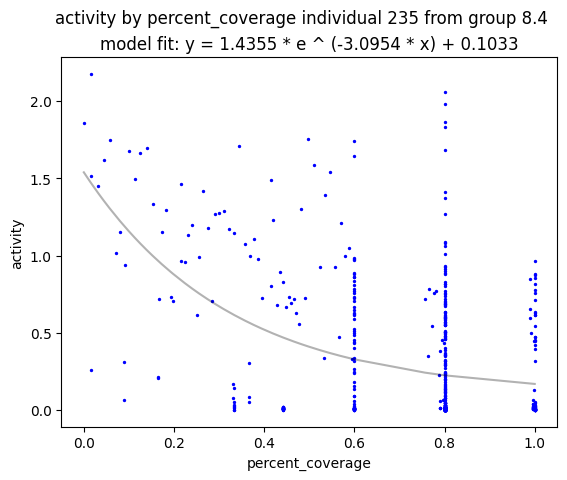 activity by percent_coverage individual 235 from group 8.4
model fit: y = 1.4355 * e ^ (-3.0954 * x) + 0.1033
2.0
1.5
1.0
0.5
0.0
activity
0.0 0.2 0.4 0.6 0.8 1.0
percent_coverage